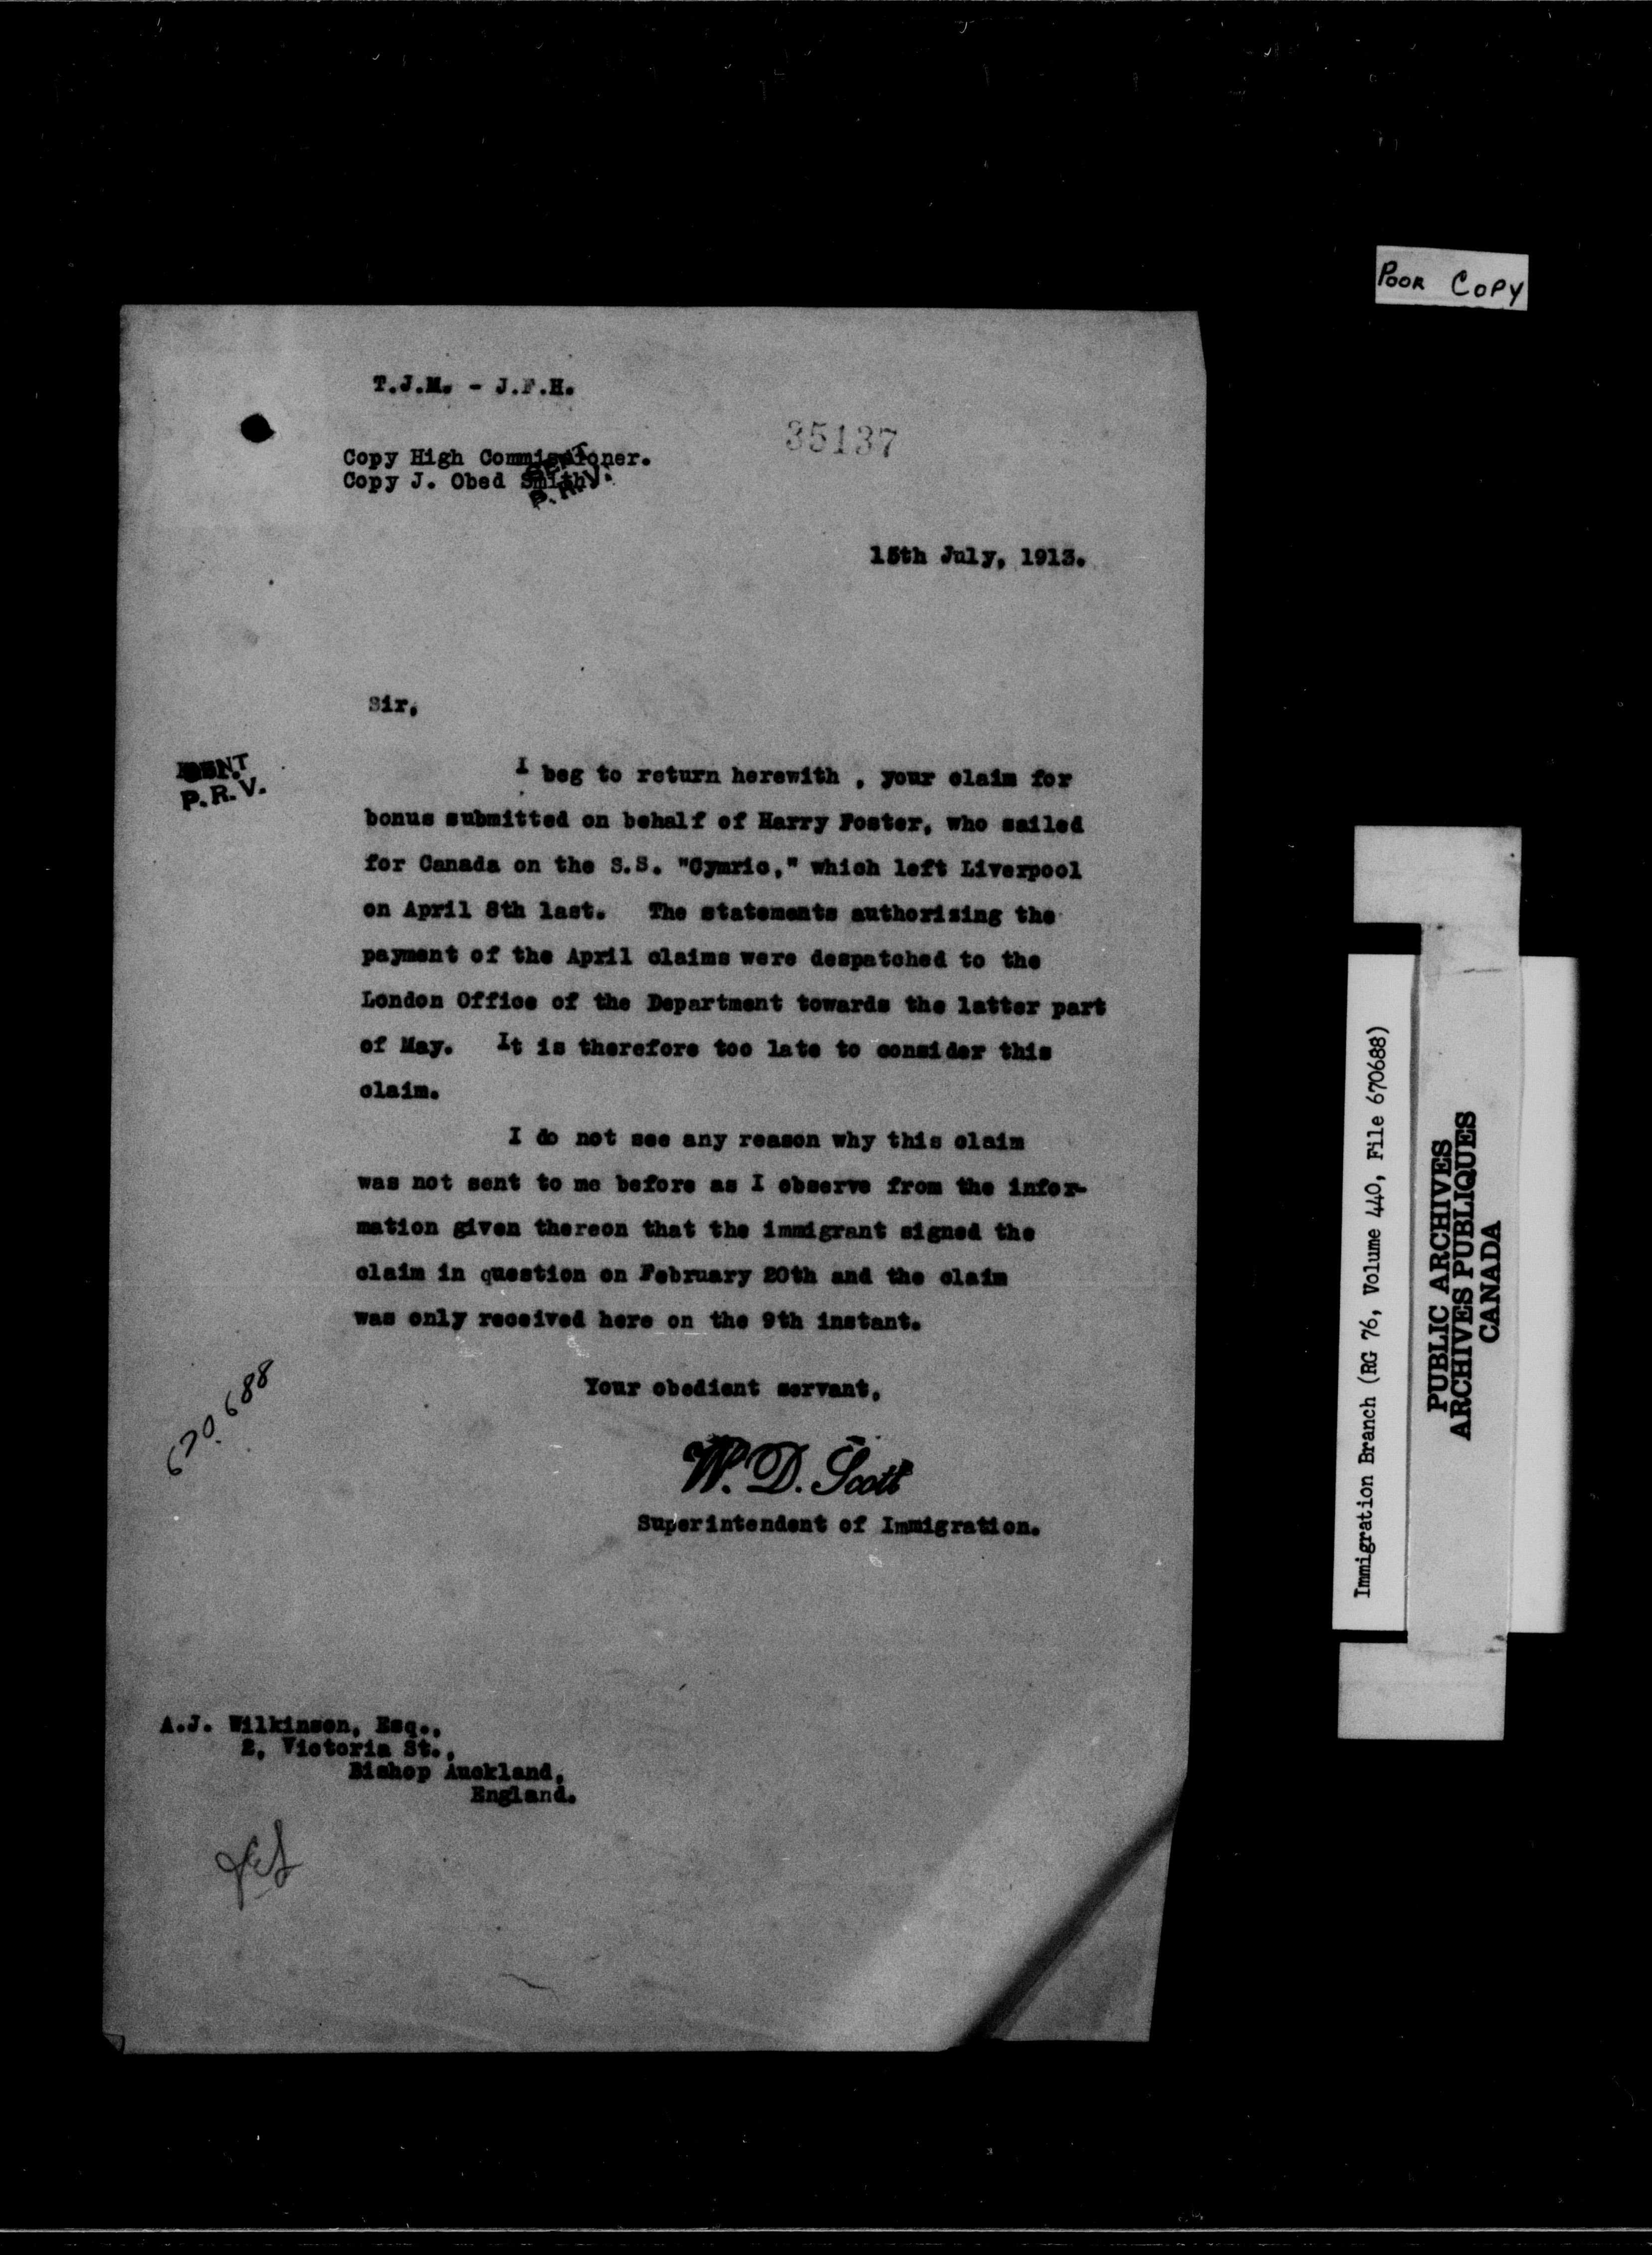 POOR COPY
T.J.M. - J.F.H.
35137
Copy High Commissioner.
Copy J. Obed Smith.
SENT
P.R.V.
15th July, 1913.
Sir,
SENT
P.R.V.
I beg to return herewith , your claim for
bonus submitted on behalf of Harry Foster, who sailed
for Canada on the S.S. "Cymric," which left Liverpool
on April 8th last. The statements authorizing the
payment of the April claims were despatched to the
London Office of the Department towards the latter part
of May. It is therefore too late to consider this
claim.
I do not see any reason why this claim
was not sent to me before as I observe from the infor-
mation given thereon that the immigrant signed the
claim in question on February 20th and the claim
was only received here on the 9th instant.
670688
Your obedient servant,
W. D. Scott
Superintendent of Immigration.
A.J. Wilkinson, Esq.,
2, Victoria St.,
Bishop Auckland,
England.
Immigration Branch (RG 76, Volume 440, File 670688)
PUBLIC ARCHIVES
ARCHIVES PUBLIQUES
CANADA